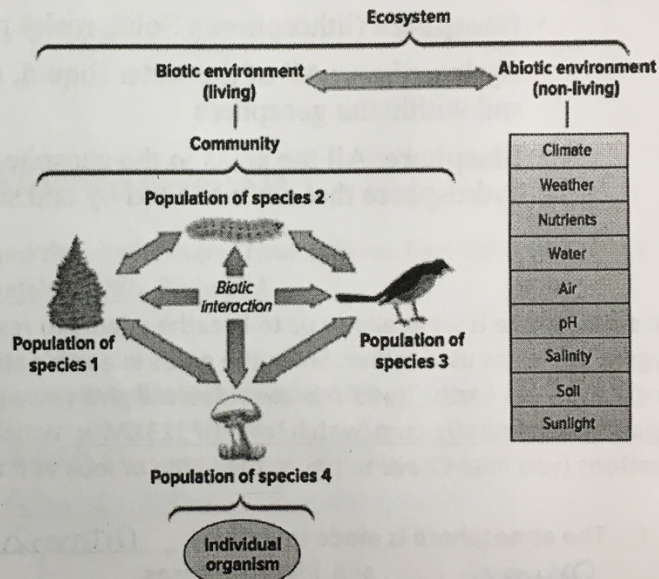 Ecosystem
Biotic environment
(living)
Abiotic environment
(non-living)
Community
Population of species 2
Biotic
interaction
Population of
species 1
Population of
species 3
Population of species 4
Individual
organism
Climate
Weather
Nutrients
Water
Air
pH
Salinity
Soil
Sunlight